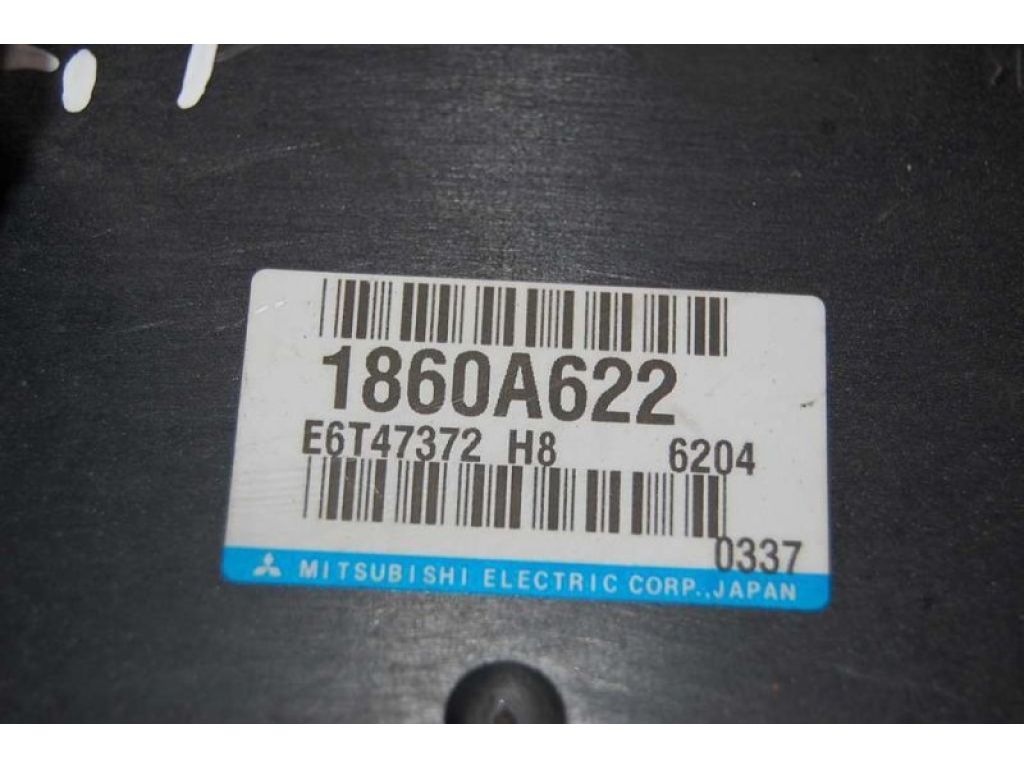 1860A622
E6T47372 H8 6204
0337
MITSUBISHI ELECTRIC CORP.,JAPAN